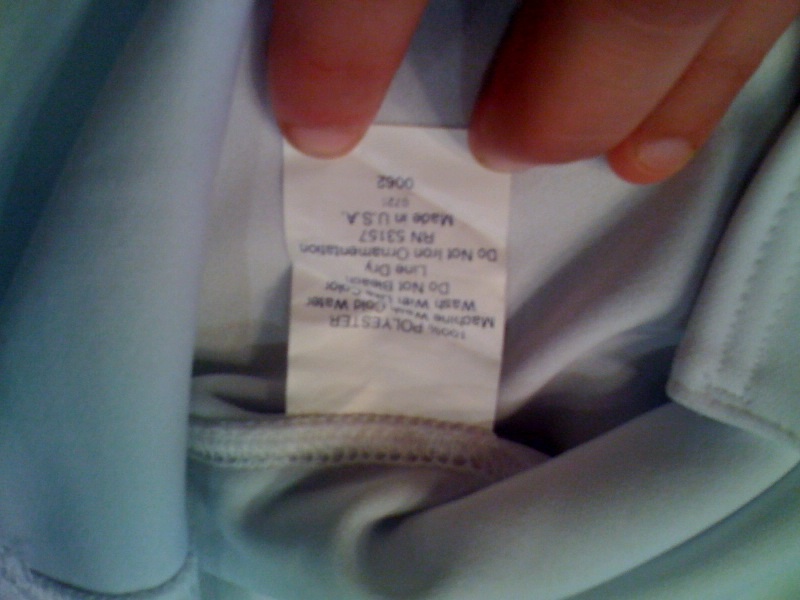 100% POLYESTER
Machine Wash Cold Water
Wash With Like Color
Do Not Bleach
Line Dry
Do Not Iron Ornamentation
RN 53157
Made in U.S.A.
0062